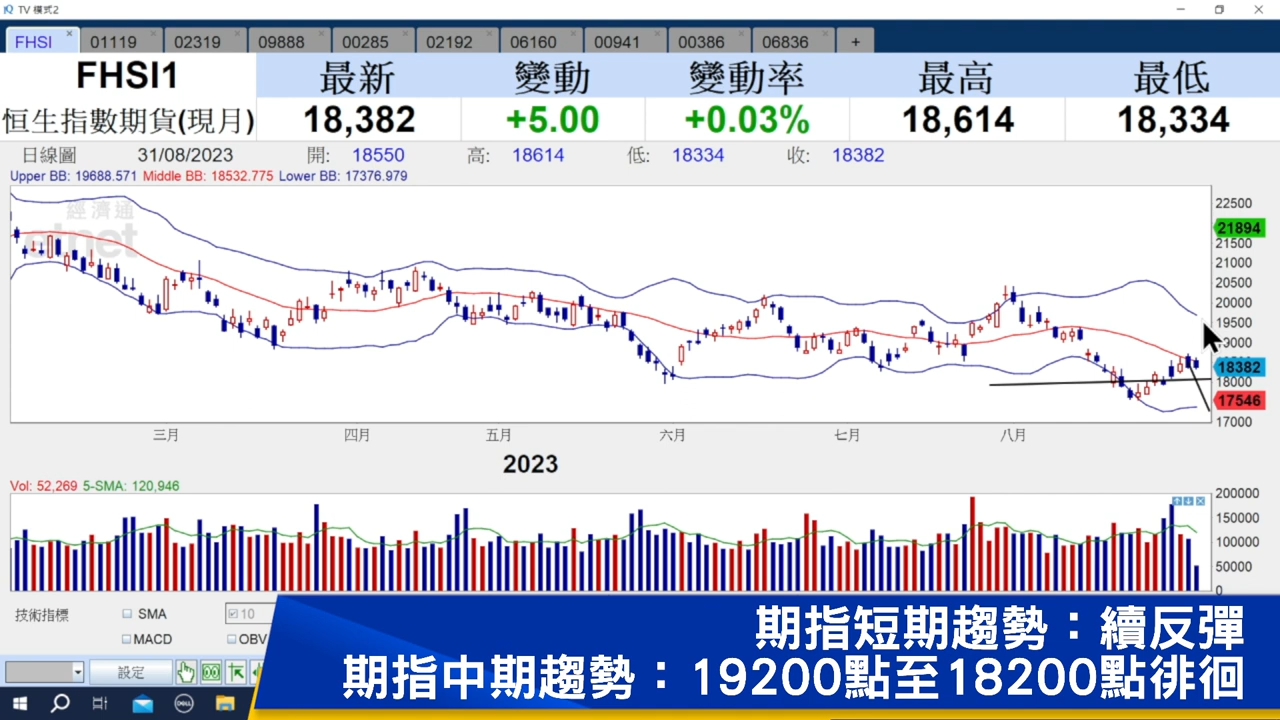 TV 模式2
FHSI 01119 02319 09888 00285 02192 06160 00941 00386 06836 +
FHSI1 最新 變動 變動率 最高 最低
恒生指數期貨(現月) 18,382 +5.00 +0.03% 18,614 18,334
日線圖 31/08/2023 開: 18550 高: 18614 低: 18334 收: 18382
Upper BB: 19688.571 Middle BB: 18532.775 Lower BB: 17376.979
經濟通
etnet
22500
21894
21500
21000
20500
20000
19500
19000
18382
18000
17546
17000
三月 四月 五月 六月 七月 八月
2023
Vol: 52,269 5-SMA: 120,946
200000
150000
100000
50000
0
技術指標 SMA 10
MACD OBV
設定
期指短期趨勢：續反彈
期指中期趨勢：19200點至18200點徘徊
DELL